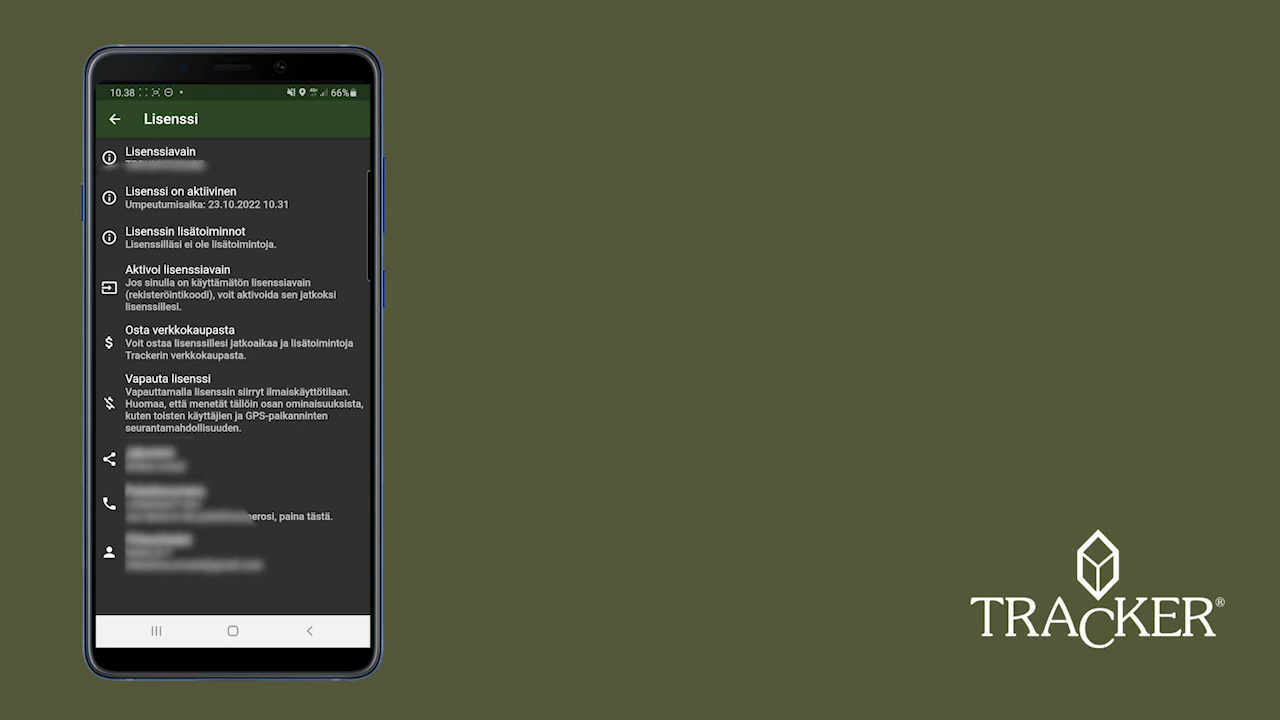 10.38
66%
Lisenssi
Lisenssiavain
Lisenssi on aktiivinen
Umpeutumisaika: 23.10.2022 10.31
Lisenssin lisätoiminnot
Lisenssilläsi ei ole lisätoimintoja.
Aktivoi lisenssiavain
Jos sinulla on käyttämätön lisenssiavain
(rekisteröintikoodi), voit aktivoida sen jatkoksi
lisenssillesi.
Osta verkkokaupasta
Voit ostaa lisenssillesi jatkoaikaa ja lisätoimintoja
Trackerin verkkokaupasta.
Vapauta lisenssi
Vapauttamalla lisenssin siirryt ilmaiskäyttötilaan.
Huomaa, että menetät tällöin osan ominaisuuksista,
kuten toisten käyttäjien ja GPS-paikanninten
seurantamahdollisuuden.
paina tästä.
TRACKER®